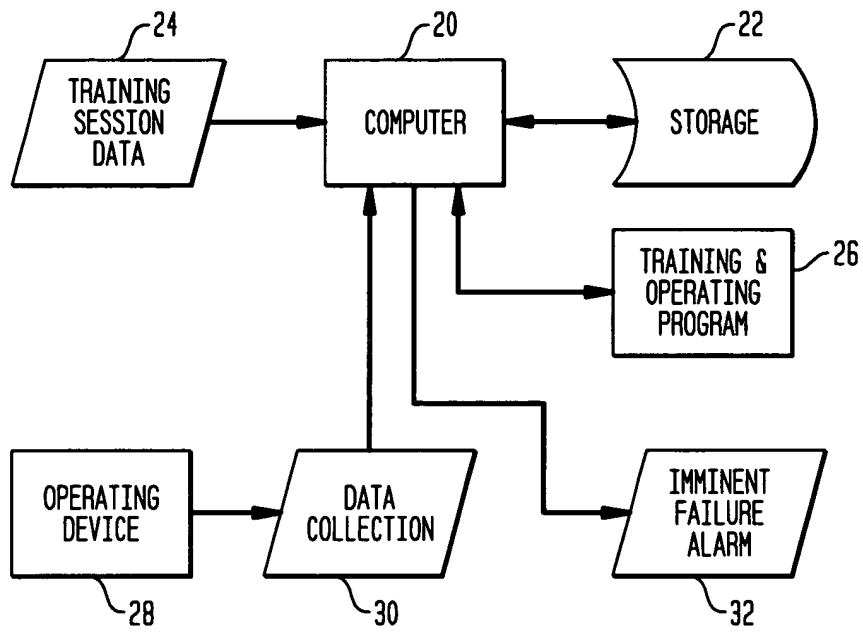 24
20
22
TRAINING
SESSION
DATA
COMPUTER
STORAGE
26
TRAINING &
OPERATING
PROGRAM
OPERATING
DEVICE
DATA
COLLECTION
IMMINENT
FAILURE
ALARM
28
30
32